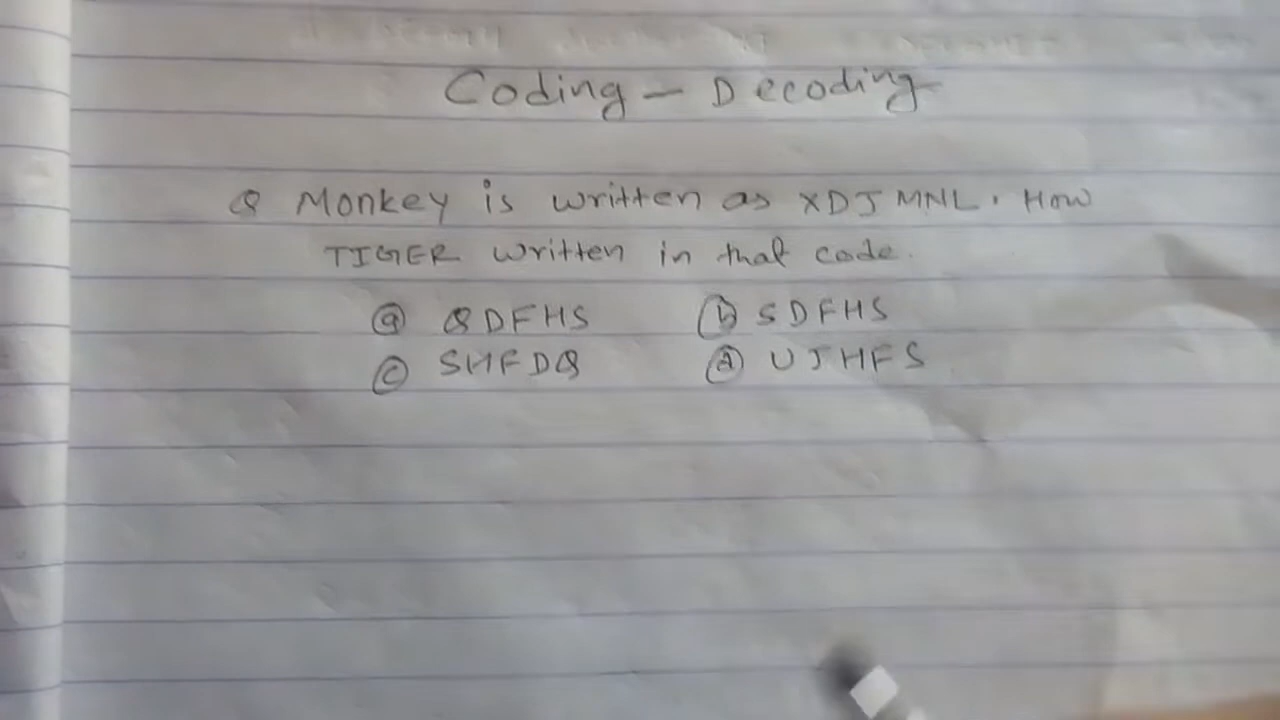 Coding - Decoding
Q Monkey is written as XDJMNL. How
TIGER written in that code.
(a) QDFHS (b) SDFHS
(c) SHFDQ (d) UJHFS